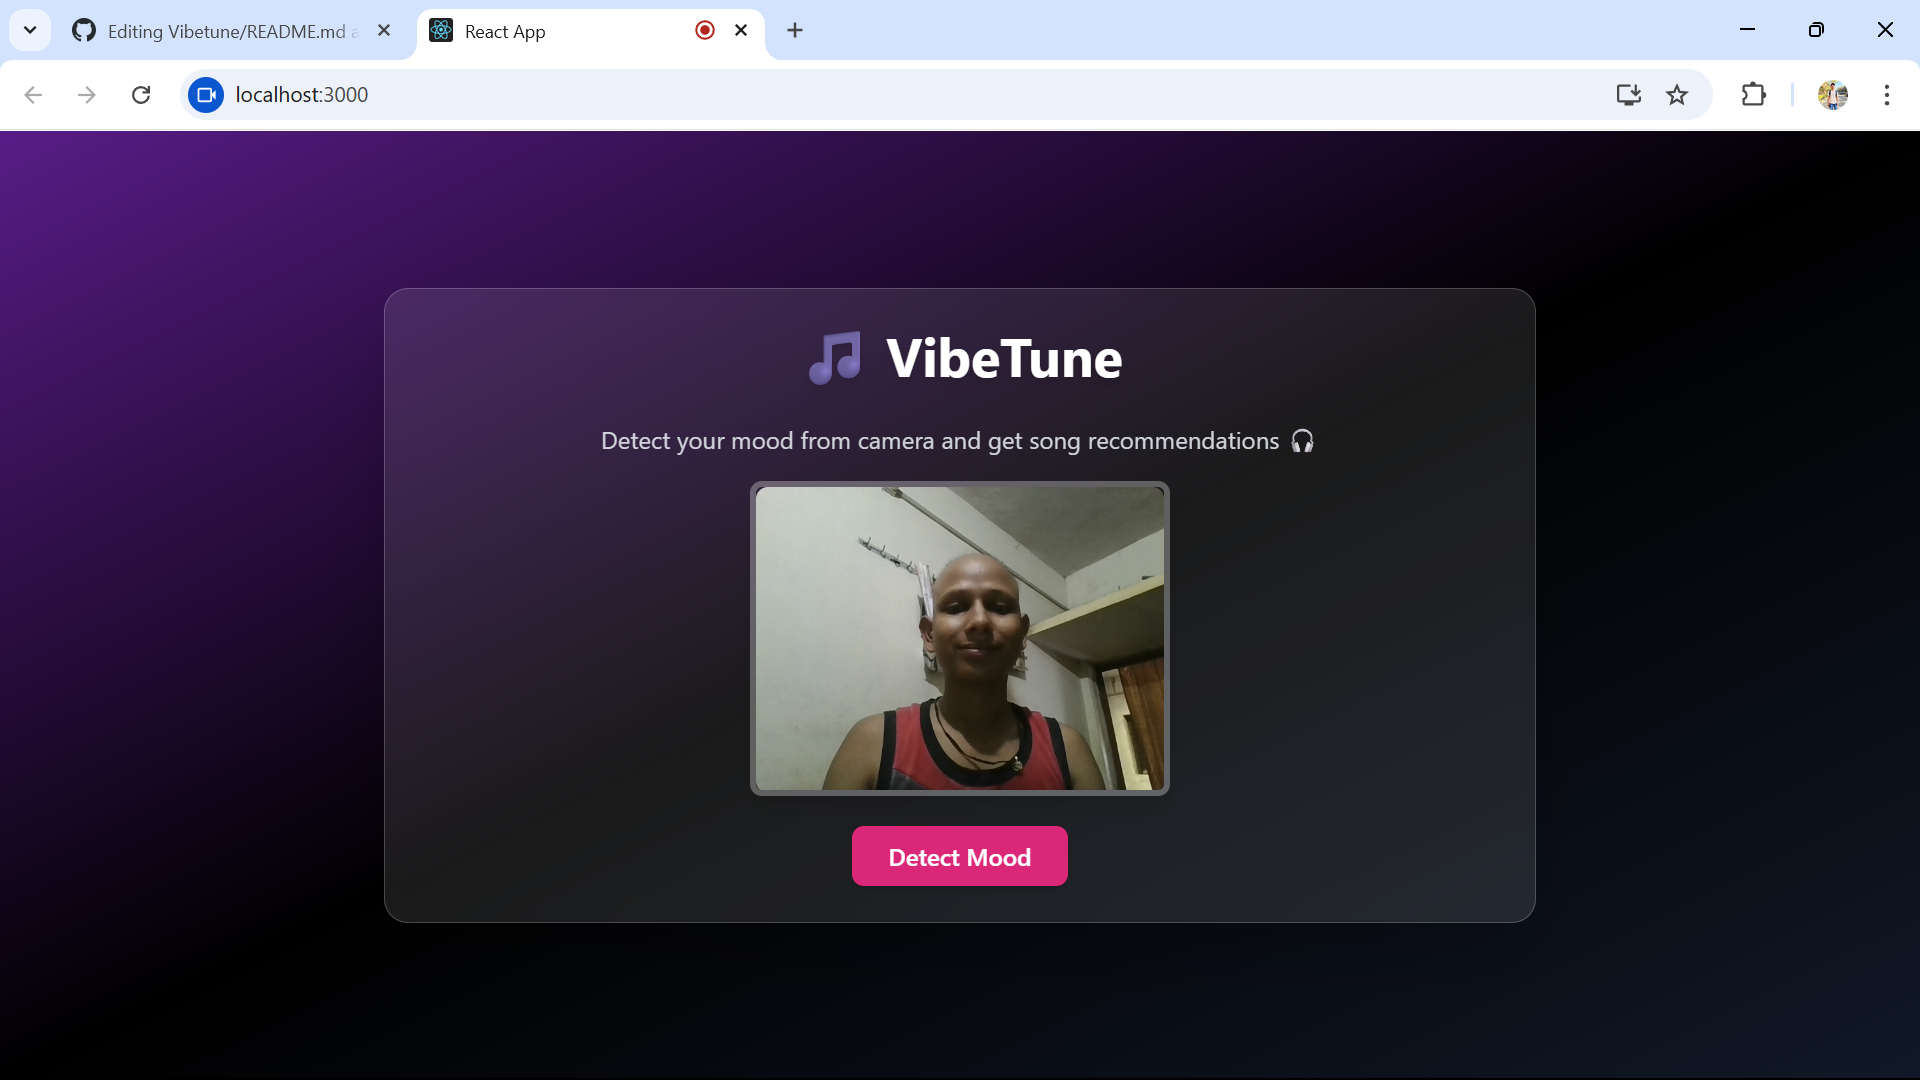 Editing Vibetune/README.md a
React App
localhost:3000
VibeTune
Detect your mood from camera and get song recommendations 🎧
Detect Mood